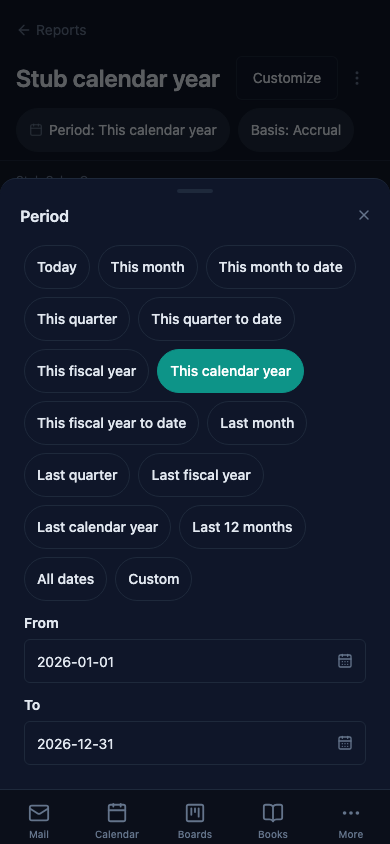 Reports
Stub calendar year
Customize
Period: This calendar year
Basis: Accrual
Period
Today
This month
This month to date
This quarter
This quarter to date
This fiscal year
This calendar year
This fiscal year to date
Last month
Last quarter
Last fiscal year
Last calendar year
Last 12 months
All dates
Custom
From
2026-01-01
To
2026-12-31
Mail
Calendar
Boards
Books
More